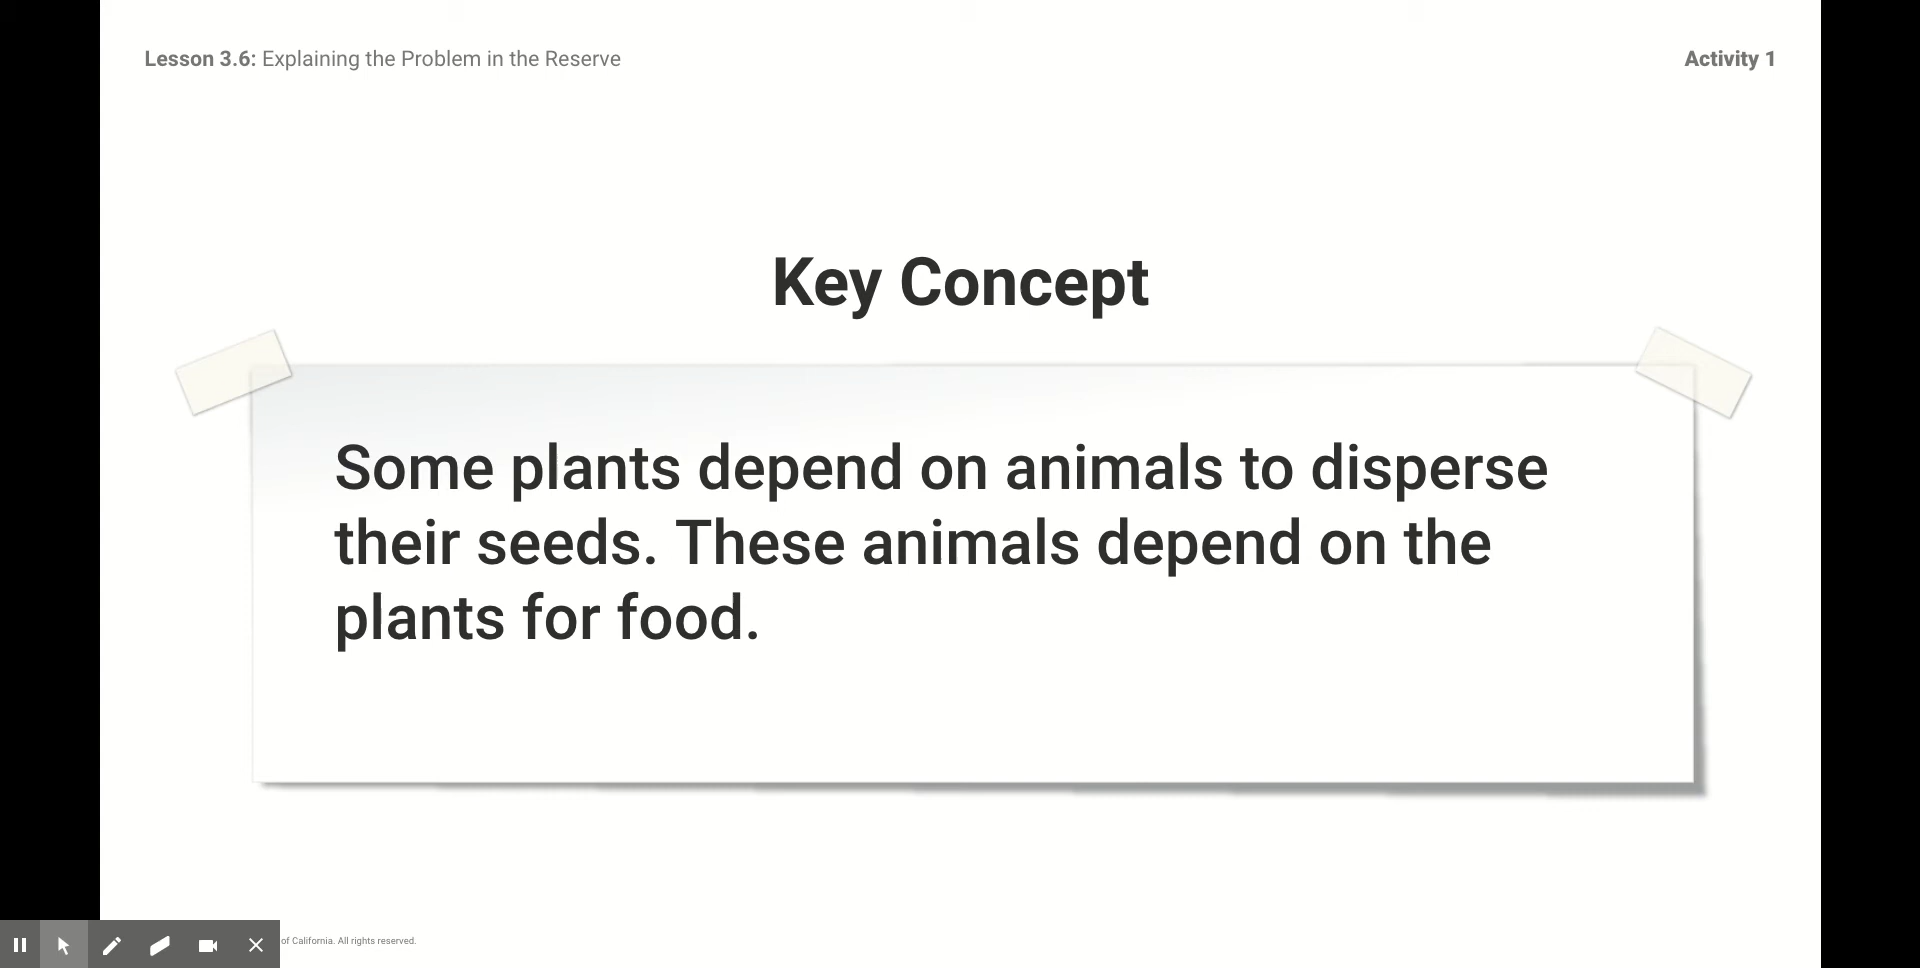 Lesson 3.6: Explaining the Problem in the Reserve
Activity 1
Key Concept
Some plants depend on animals to disperse
their seeds. These animals depend on the
plants for food.
of California. All rights reserved.